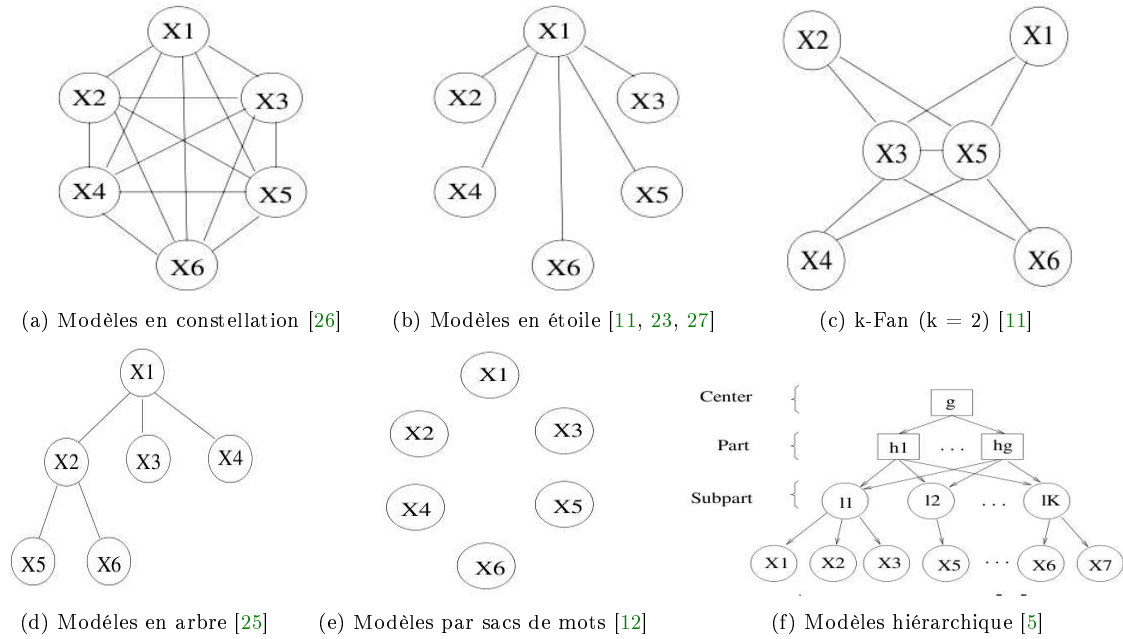 X1
X2
X3
X4
X5
X6
(a) Modèles en constellation [26]
X1
X2
X3
X4
X5
X6
(b) Modèles en étoile [11, 23, 27]
X2
X1
X3
X5
X4
X6
(c) k-Fan (k = 2) [11]
X1
X2
X3
X4
X5
X6
(d) Modéles en arbre [25]
X1
X2
X3
X4
X5
X6
(e) Modèles par sacs de mots [12]
Center
g
Part
h1 . . . hg
Subpart
l1 l2 . . . lK
X1 X2 X3 X5 . . . X6 X7
(f) Modèles hiérarchique [5]